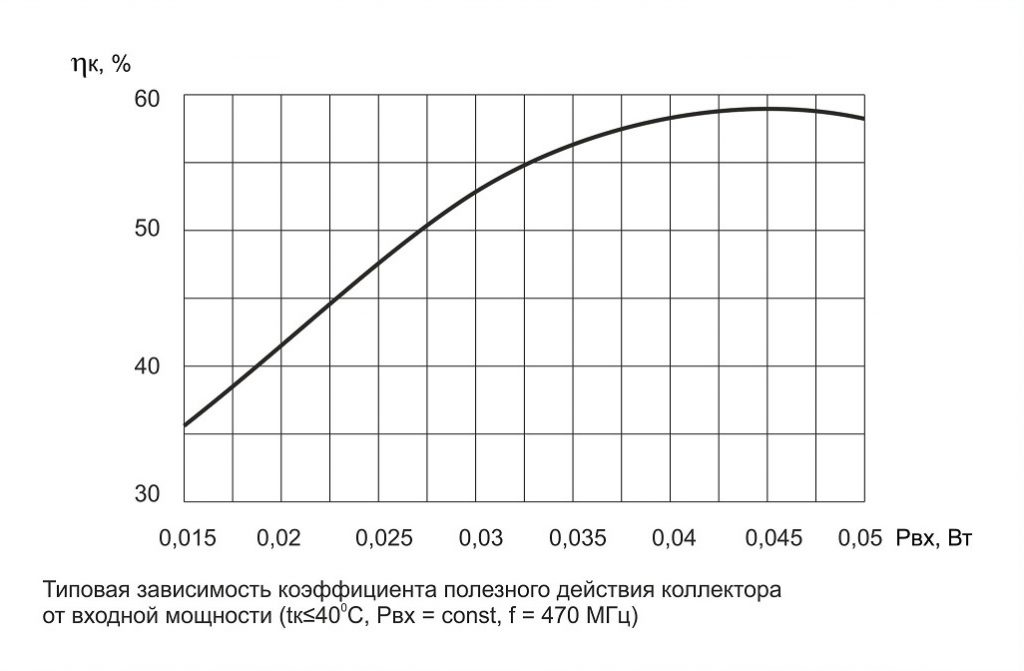 ηк, %
60
50
40
30
0,015 0,02 0,025 0,03 0,035 0,04 0,045 0,05 Рвх, Вт
Типовая зависимость коэффициента полезного действия коллектора
от входной мощности (tк≤40⁰С, Рвх = const, f = 470 МГц)